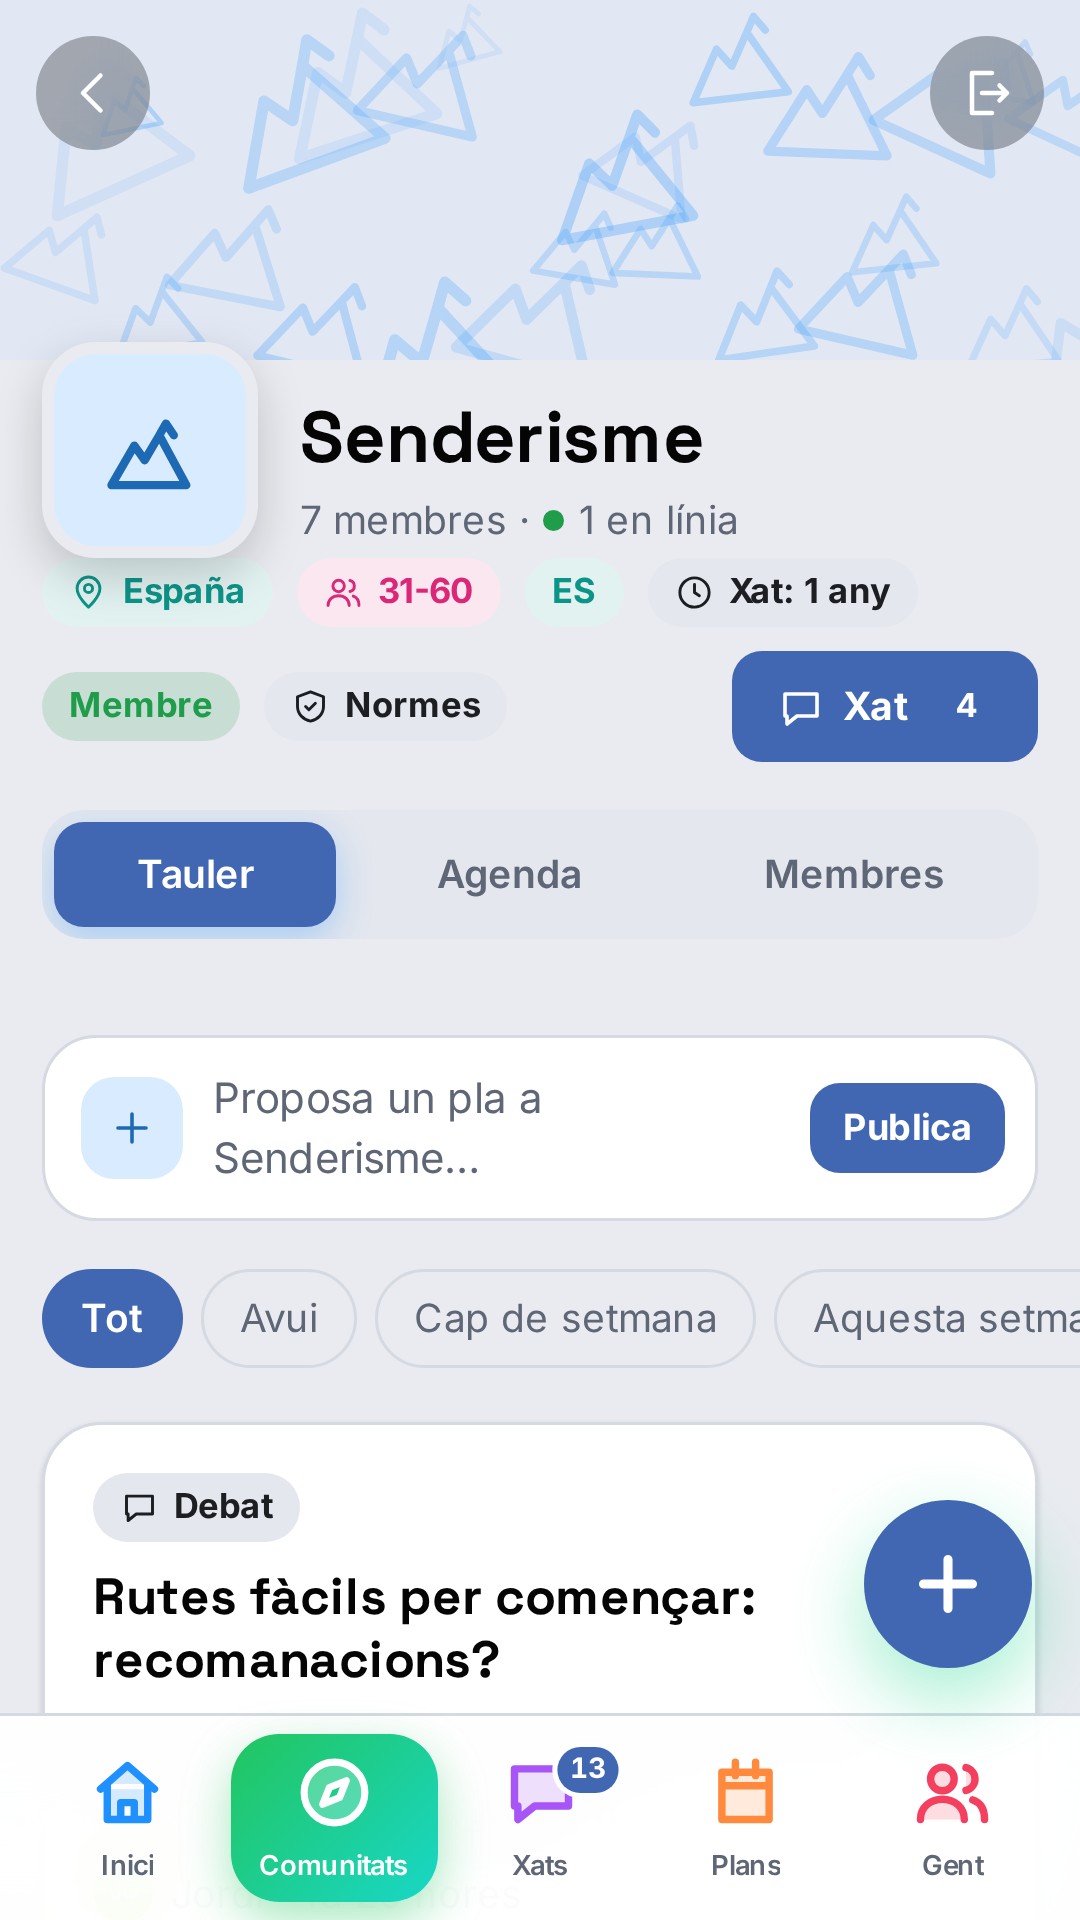 Senderisme
7 membres · 1 en línia
España
31-60
ES
Xat: 1 any
Membre
Normes
Xat 4
Tauler
Agenda
Membres
Proposa un pla a
Senderisme...
Publica
Tot
Avui
Cap de setmana
Aquesta setma
Debat
Rutes fàcils per començar:
recomanacions?
13
Inici
Comunitats
Xats
Plans
Gent